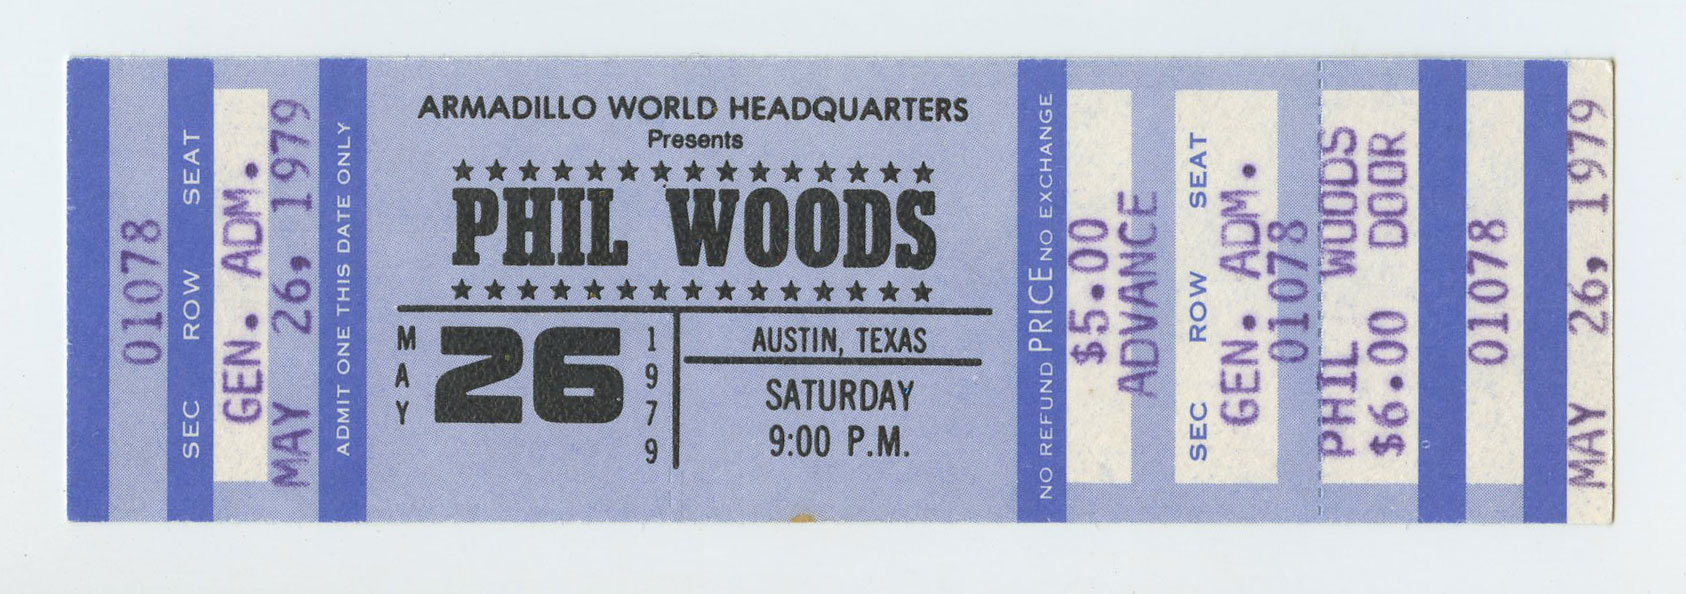 01078
SEC ROW SEAT
GEN. ADM.
MAY 26, 1979
ADMIT ONE THIS DATE ONLY
ARMADILLO WORLD HEADQUARTERS
Presents
PHIL WOODS
MAY
26
1979
AUSTIN, TEXAS
SATURDAY
9:00 P.M.
NO REFUND PRICE NO EXCHANGE
$5.00
ADVANCE
SEC ROW SEAT
GEN. ADM.
01078
PHIL WOODS
$6.00 DOOR
01078
MAY 26, 1979